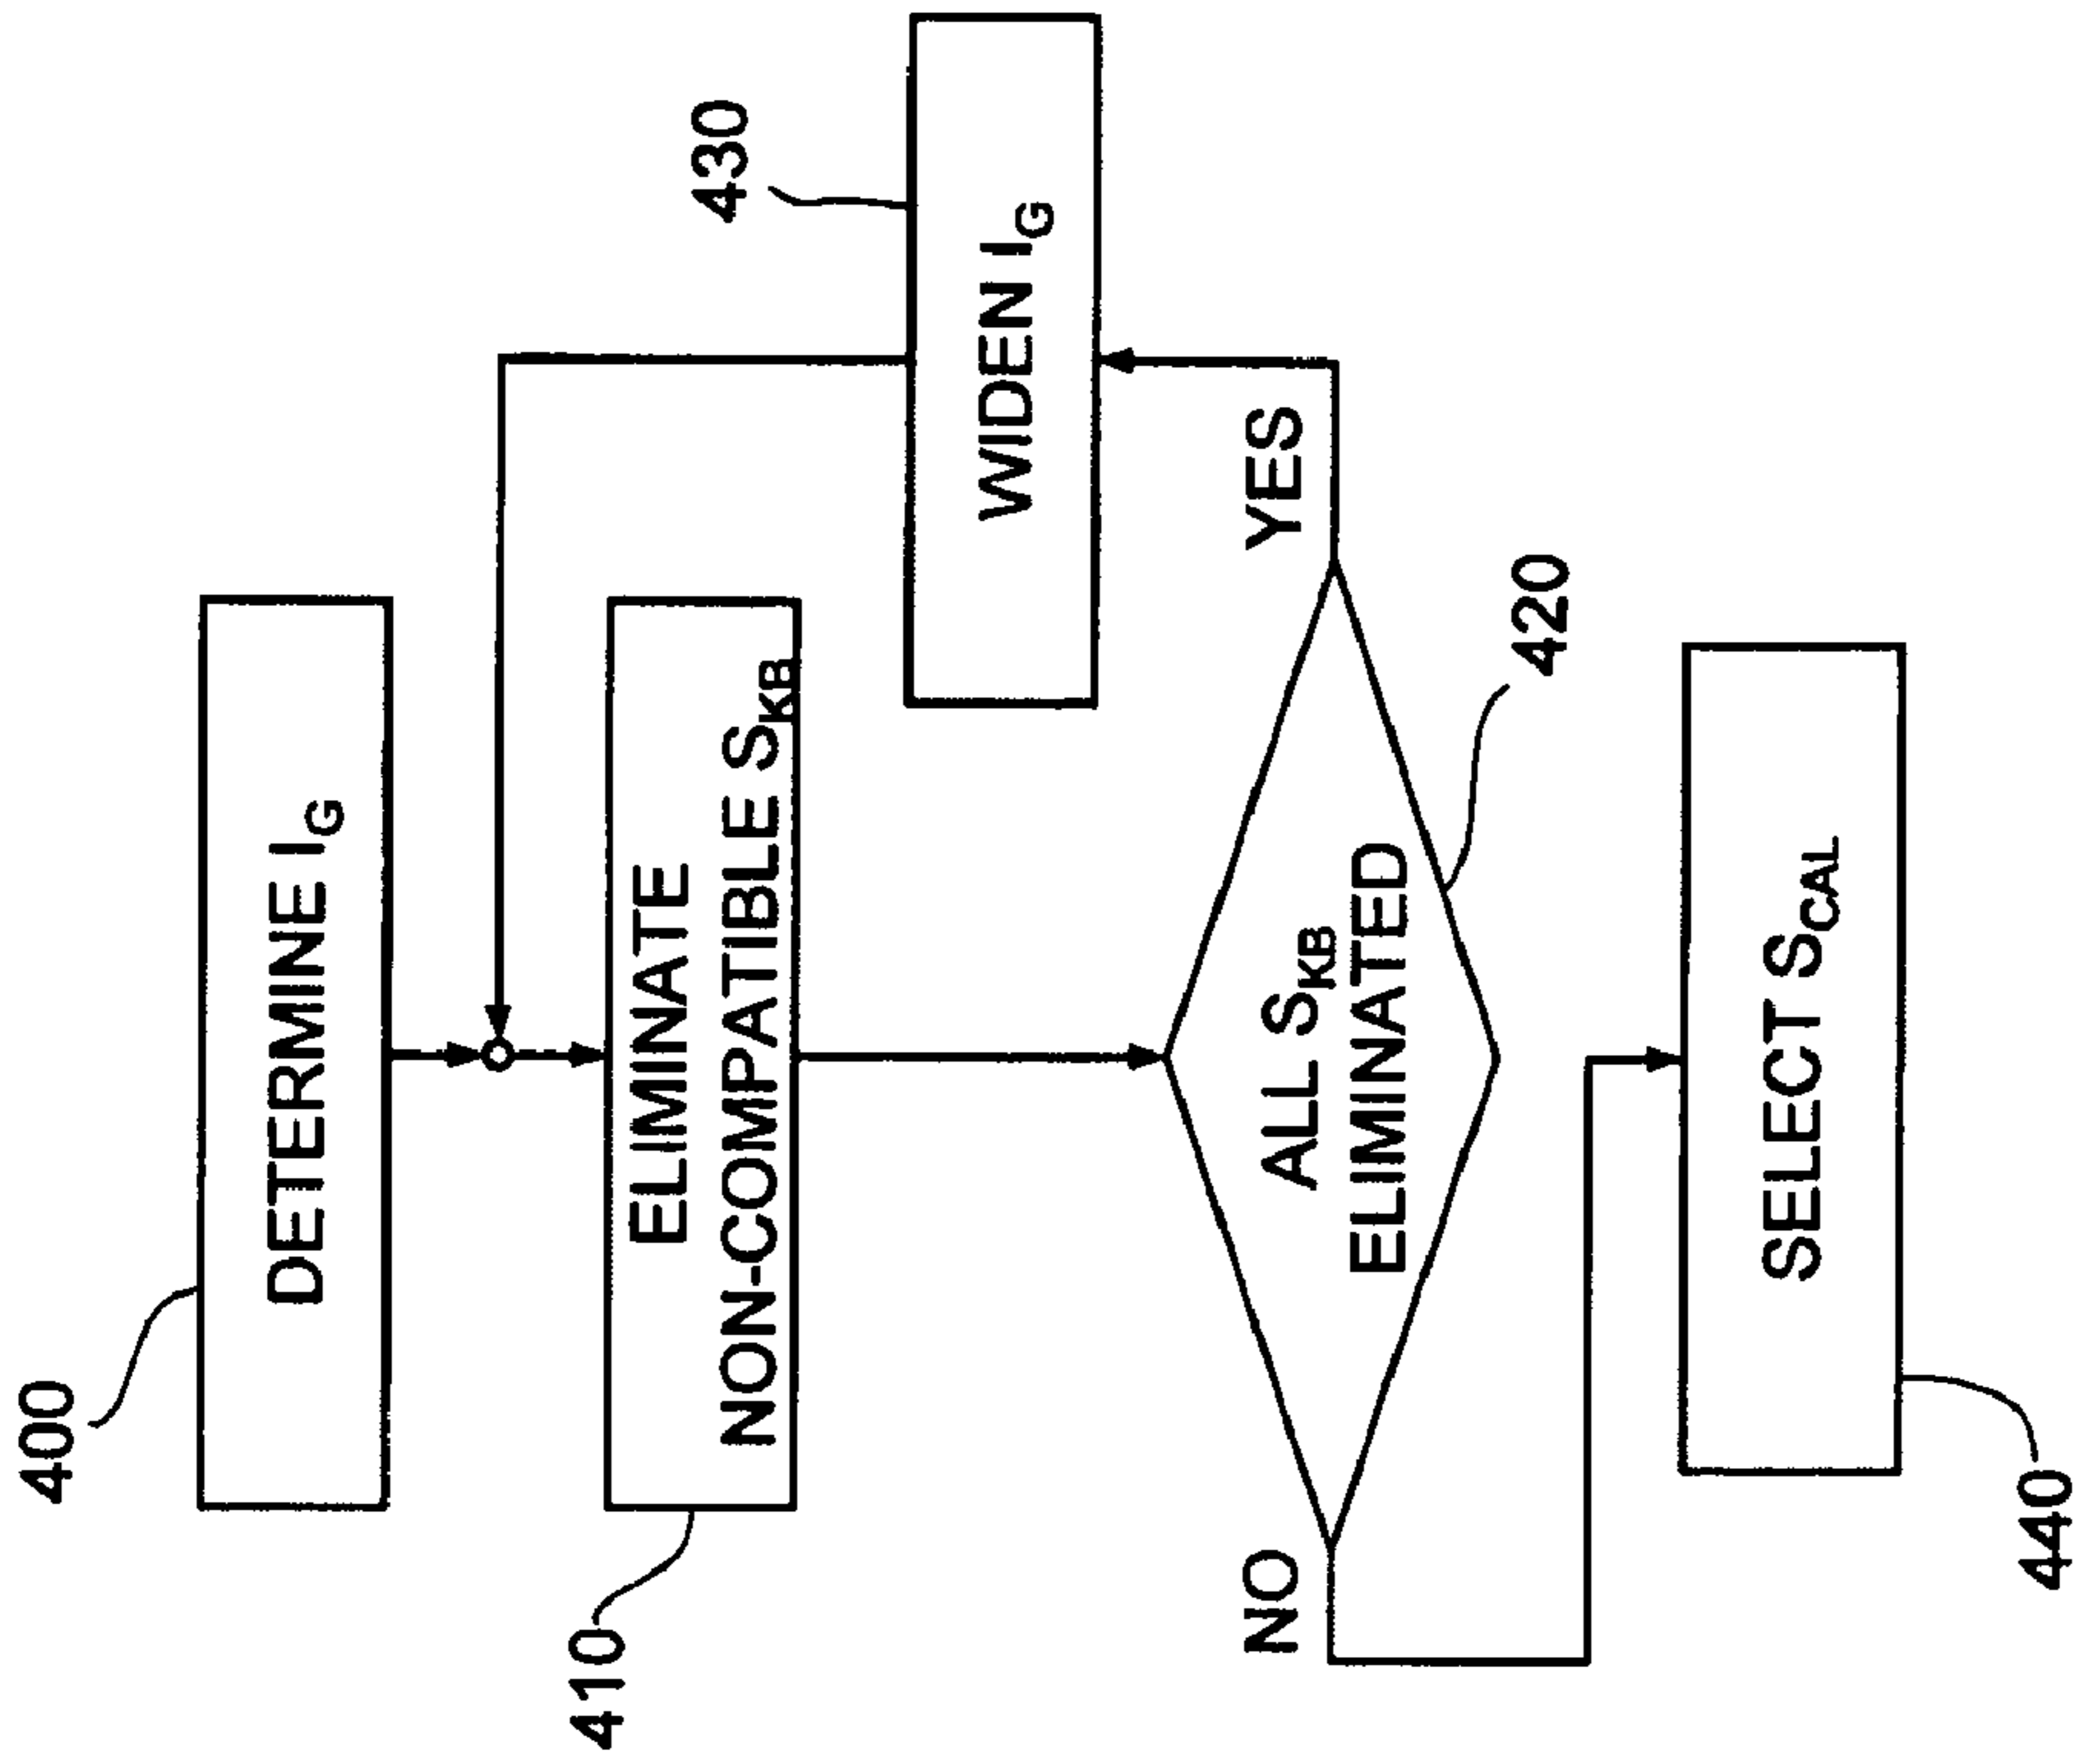 400
DETERMINE I_G
410
ELIMINATE
NON-COMPATIBLE S_KB
430
WIDEN I_G
YES
NO
ALL S_KB
ELIMINATED
420
SELECT S_CAL
440